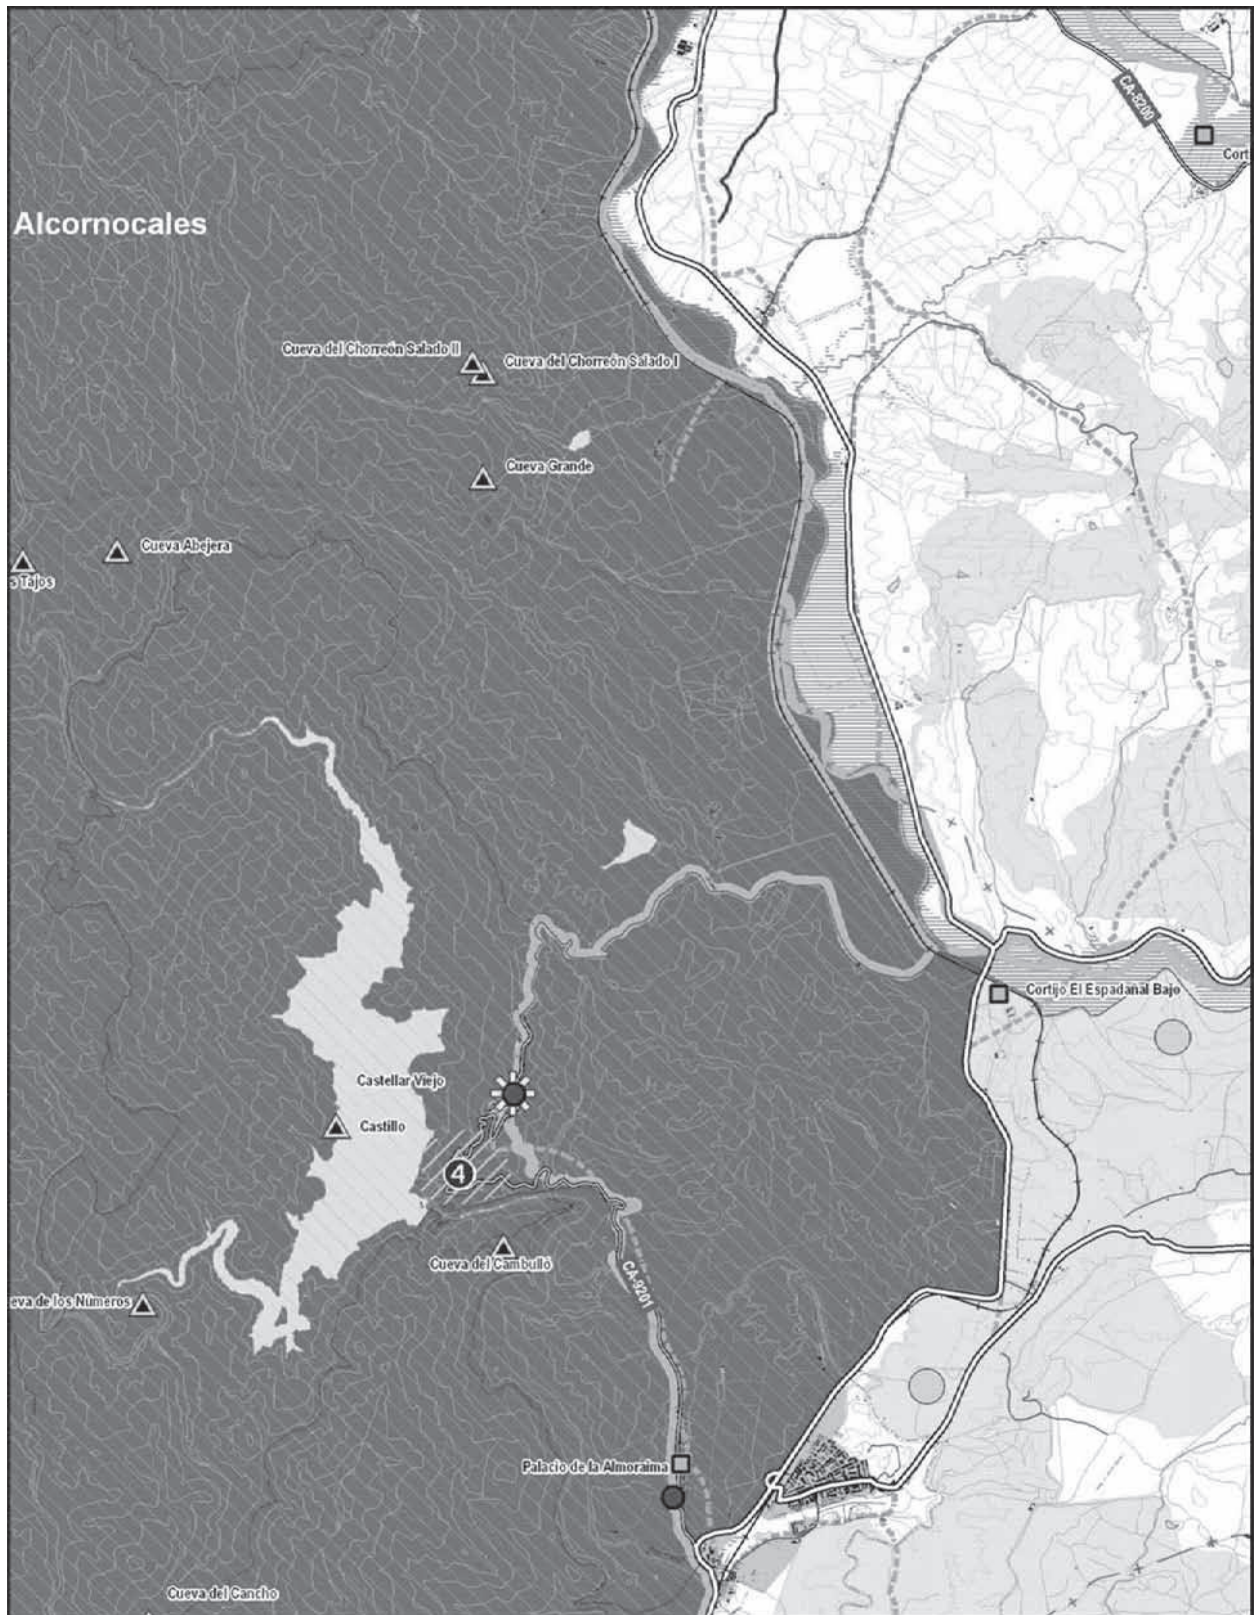 CA-8200
Cort
Alcornocales
Cueva del Chorreón Salado II
Cueva del Chorreón Salado I
Cueva Grande
Cueva Abejera
s Tajos
Cortijo El Espadañal Bajo
Castellar Viejo
Castillo
4
Cueva del Cambulló
CA-9201
eva de los Números
Palacio de la Almoraima
Cueva del Cancho